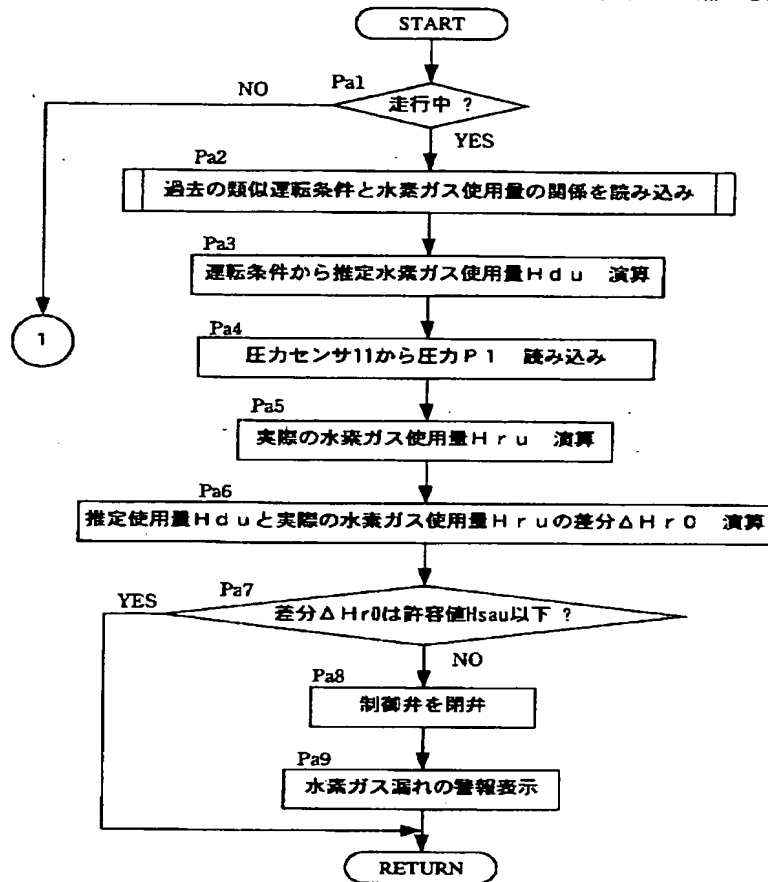 START
Pa1
NO
走行中 ?
YES
Pa2
過去の類似運転条件と水素ガス使用量の関係を読み込み
Pa3
運転条件から推定水素ガス使用量Hdu 演算
1
Pa4
圧力センサ11から圧力P1 読み込み
Pa5
実際の水素ガス使用量Hru 演算
Pa6
推定使用量Hduと実際の水素ガス使用量Hruの差分ΔHr0 演算
Pa7
YES
差分ΔHr0は許容値Hsau以下 ?
NO
Pa8
制御弁を閉弁
Pa9
水素ガス漏れの警報表示
RETURN